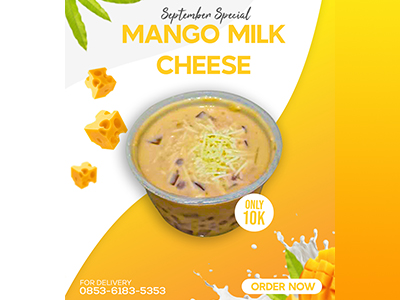 September Special
MANGO MILK
CHEESE
ONLY
10K
FOR DELIVERY
0853-6183-5353
ORDER NOW